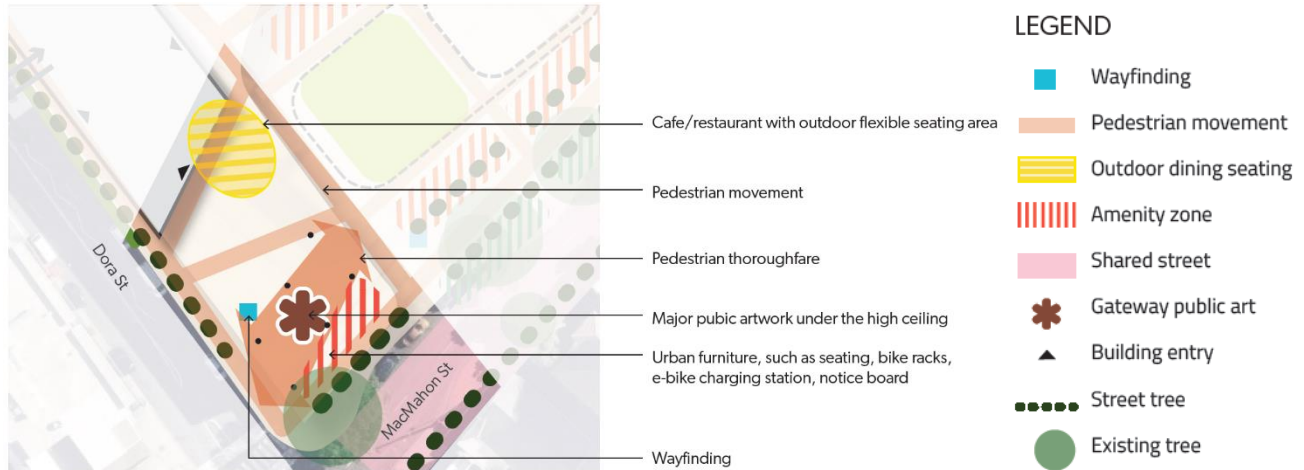 Cafe/restaurant with outdoor flexible seating area
Pedestrian movement
Pedestrian thoroughfare
Major pubic artwork under the high ceiling
Urban furniture, such as seating, bike racks,
e-bike charging station, notice board
Wayfinding
Dora St
MacMahon St
LEGEND
Wayfinding
Pedestrian movement
Outdoor dining seating
Amenity zone
Shared street
Gateway public art
Building entry
Street tree
Existing tree